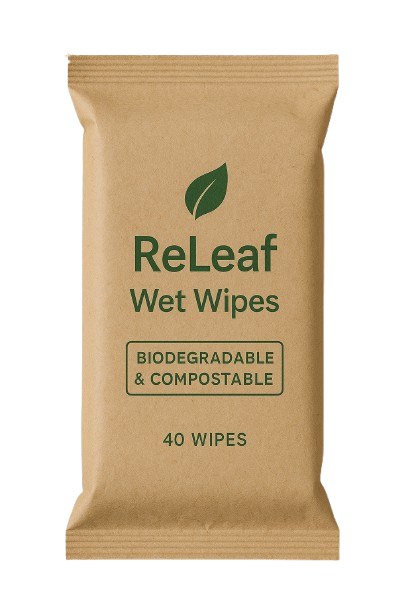 ReLeaf
Wet Wipes
BIODEGRADABLE
& COMPOSTABLE
40 WIPES